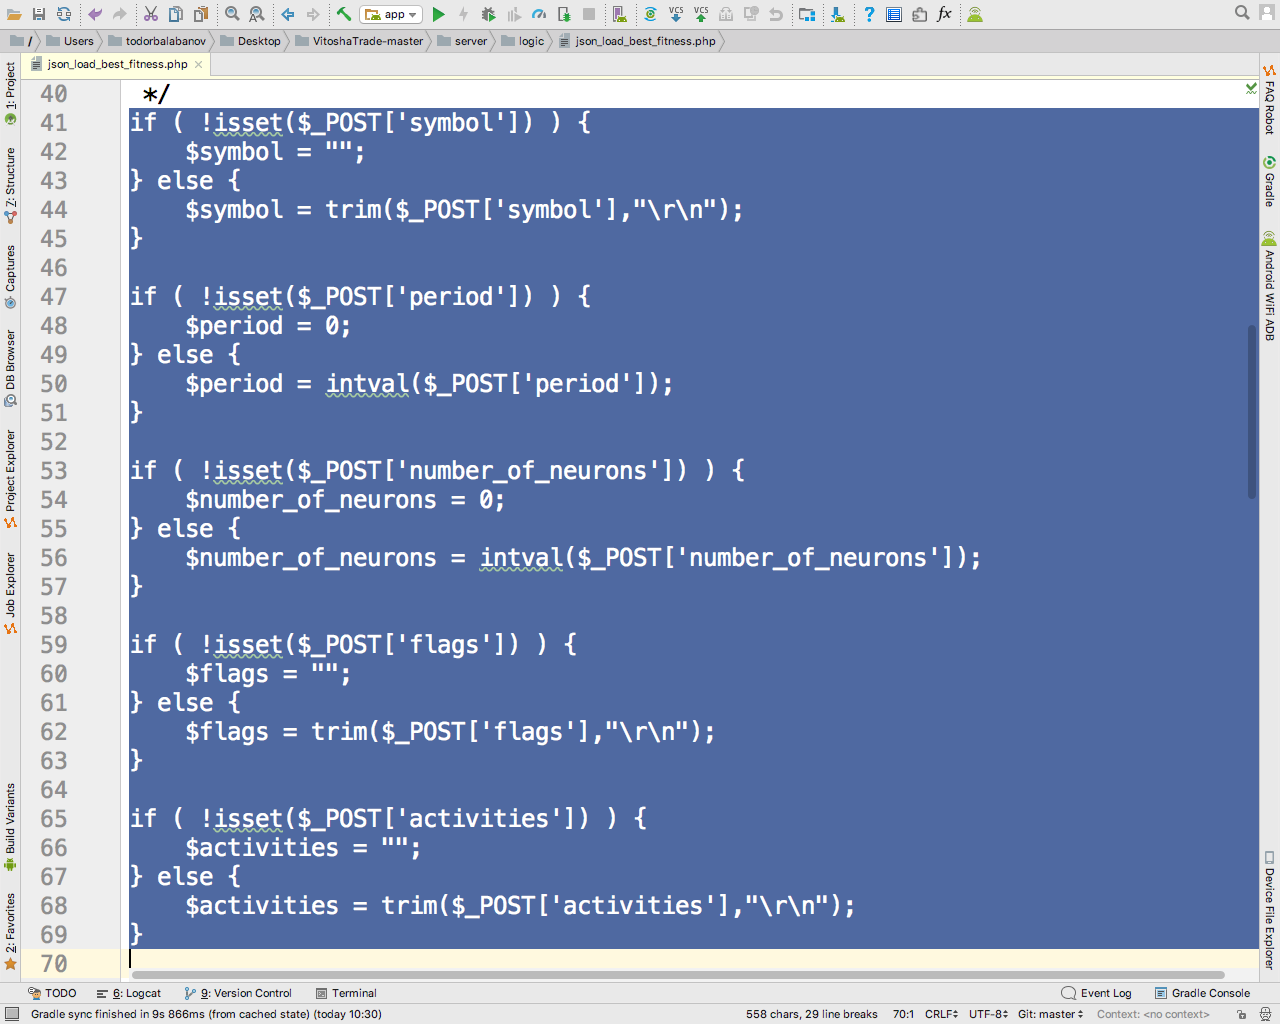 app
VCS
VCS
?
fx
/
Users
todorbalabanov
Desktop
VitoshaTrade-master
server
logic
json_load_best_fitness.php
json_load_best_fitness.php
1: Project
7: Structure
Captures
DB Browser
Project Explorer
Job Explorer
Build Variants
2: Favorites
40 */
41 if ( !isset($_POST['symbol']) ) {
42 $symbol = "";
43 } else {
44 $symbol = trim($_POST['symbol'],"\r\n");
45 }
46
47 if ( !isset($_POST['period']) ) {
48 $period = 0;
49 } else {
50 $period = intval($_POST['period']);
51 }
52
53 if ( !isset($_POST['number_of_neurons']) ) {
54 $number_of_neurons = 0;
55 } else {
56 $number_of_neurons = intval($_POST['number_of_neurons']);
57 }
58
59 if ( !isset($_POST['flags']) ) {
60 $flags = "";
61 } else {
62 $flags = trim($_POST['flags'],"\r\n");
63 }
64
65 if ( !isset($_POST['activities']) ) {
66 $activities = "";
67 } else {
68 $activities = trim($_POST['activities'],"\r\n");
69 }
70
FAQ Robot
Gradle
Android WiFi ADB
Device File Explorer
TODO
6: Logcat
9: Version Control
Terminal
Event Log
Gradle Console
Gradle sync finished in 9s 866ms (from cached state) (today 10:30)
558 chars, 29 line breaks
70:1
CRLF
UTF-8
Git: master
Context: <no context>